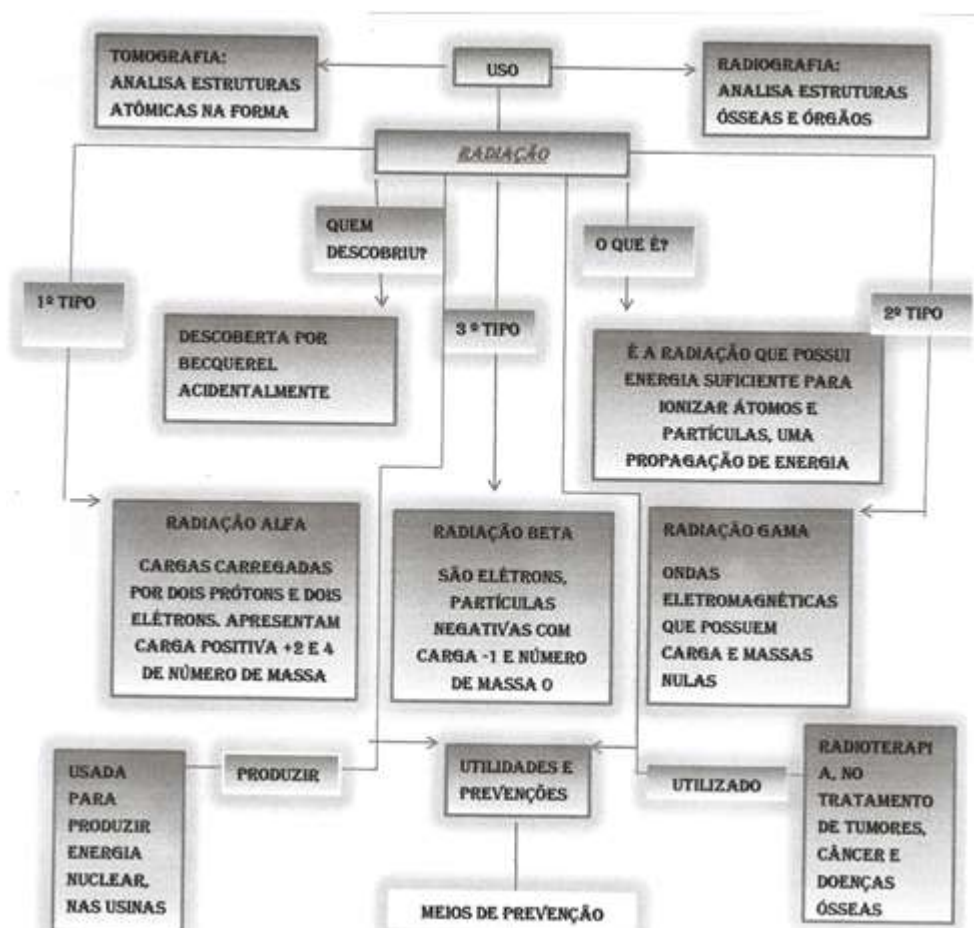 TOMOGRAFIA:
ANALISA ESTRUTURAS
ATÔMICAS NA FORMA
USO
RADIOGRAFIA:
ANALISA ESTRUTURAS
ÓSSEAS E ÓRGÃOS
RADIAÇÃO
QUEM
DESCOBRIU?
O QUE É?
1º TIPO
3 º TIPO
2º TIPO
DESCOBERTA POR
BECQUEREL
ACIDENTALMENTE
É A RADIAÇÃO QUE POSSUI
ENERGIA SUFICIENTE PARA
IONIZAR ÁTOMOS E
PARTÍCULAS, UMA
PROPAGAÇÃO DE ENERGIA
RADIAÇÃO ALFA
CARGAS CARREGADAS
POR DOIS PRÓTONS E DOIS
ELÉTRONS. APRESENTAM
CARGA POSITIVA +2 E 4
DE NÚMERO DE MASSA
RADIAÇÃO BETA
SÃO ELÉTRONS,
PARTÍCULAS
NEGATIVAS COM
CARGA -1 E NÚMERO
DE MASSA 0
RADIAÇÃO GAMA
ONDAS
ELETROMAGNÉTICAS
QUE POSSUEM
CARGA E MASSAS
NULAS
USADA
PARA
PRODUZIR
ENERGIA
NUCLEAR,
NAS USINAS
PRODUZIR
UTILIDADES E
PREVENÇÕES
UTILIZADO
RADIOTERAPI
A, NO
TRATAMENTO
DE TUMORES,
CÂNCER E
DOENÇAS
ÓSSEAS
MEIOS DE PREVENÇÃO